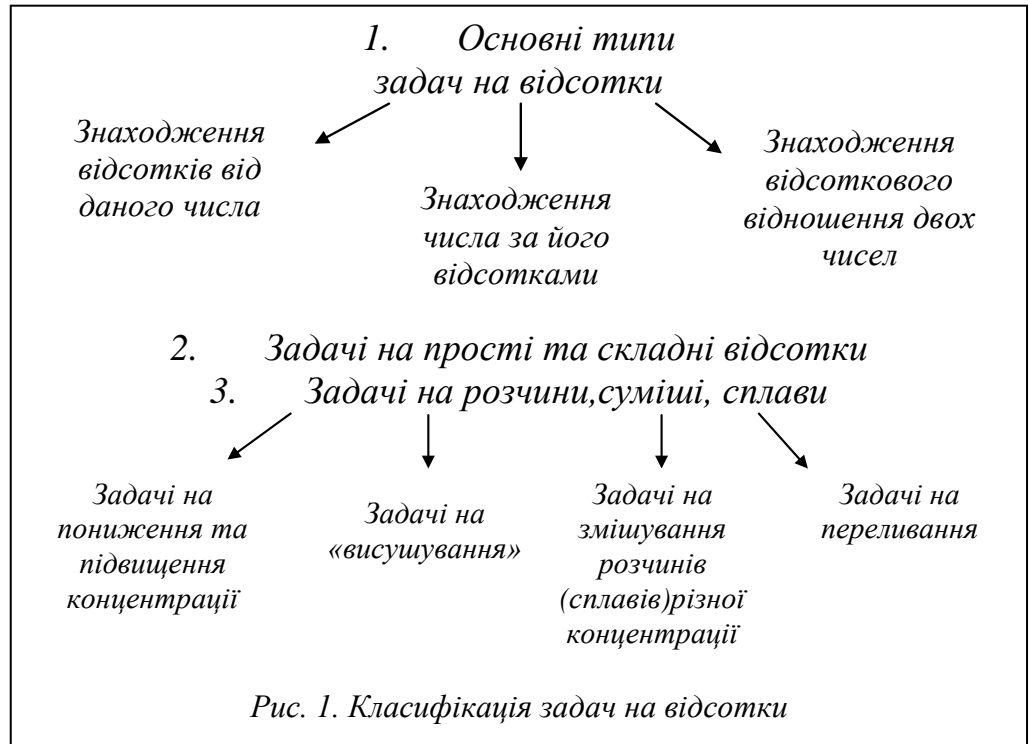 1. Основні типи
задач на відсотки
Знаходження
відсотків від
даного числа
Знаходження
числа за його
відсотками
Знаходження
відсоткового
відношення двох
чисел
2. Задачі на прості та складні відсотки
3. Задачі на розчини,суміші, сплави
Задачі на
пониження та
підвищення
концентрації
Задачі на
«висушування»
Задачі на
змішування
розчинів
(сплавів)різної
концентрації
Задачі на
переливання
Рис. 1. Класифікація задач на відсотки